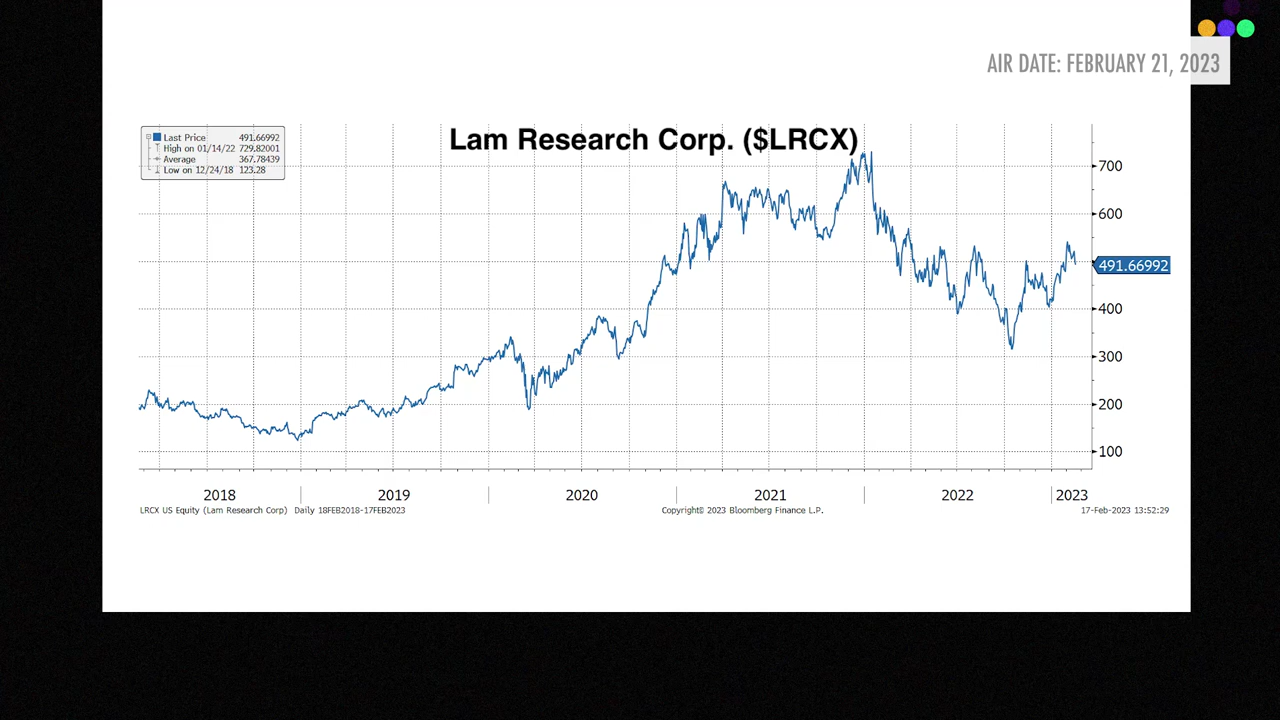 AIR DATE: FEBRUARY 21, 2023
Lam Research Corp. ($LRCX)
Last Price 491.66992
High on 01/14/22 729.82001
Average 367.78439
Low on 12/24/18 123.28
700
600
491.66992
400
300
200
100
2018 2019 2020 2021 2022 2023
LRCX US Equity (Lam Research Corp) Daily 18FEB2018-17FEB2023 Copyright© 2023 Bloomberg Finance L.P. 17-Feb-2023 13:52:29